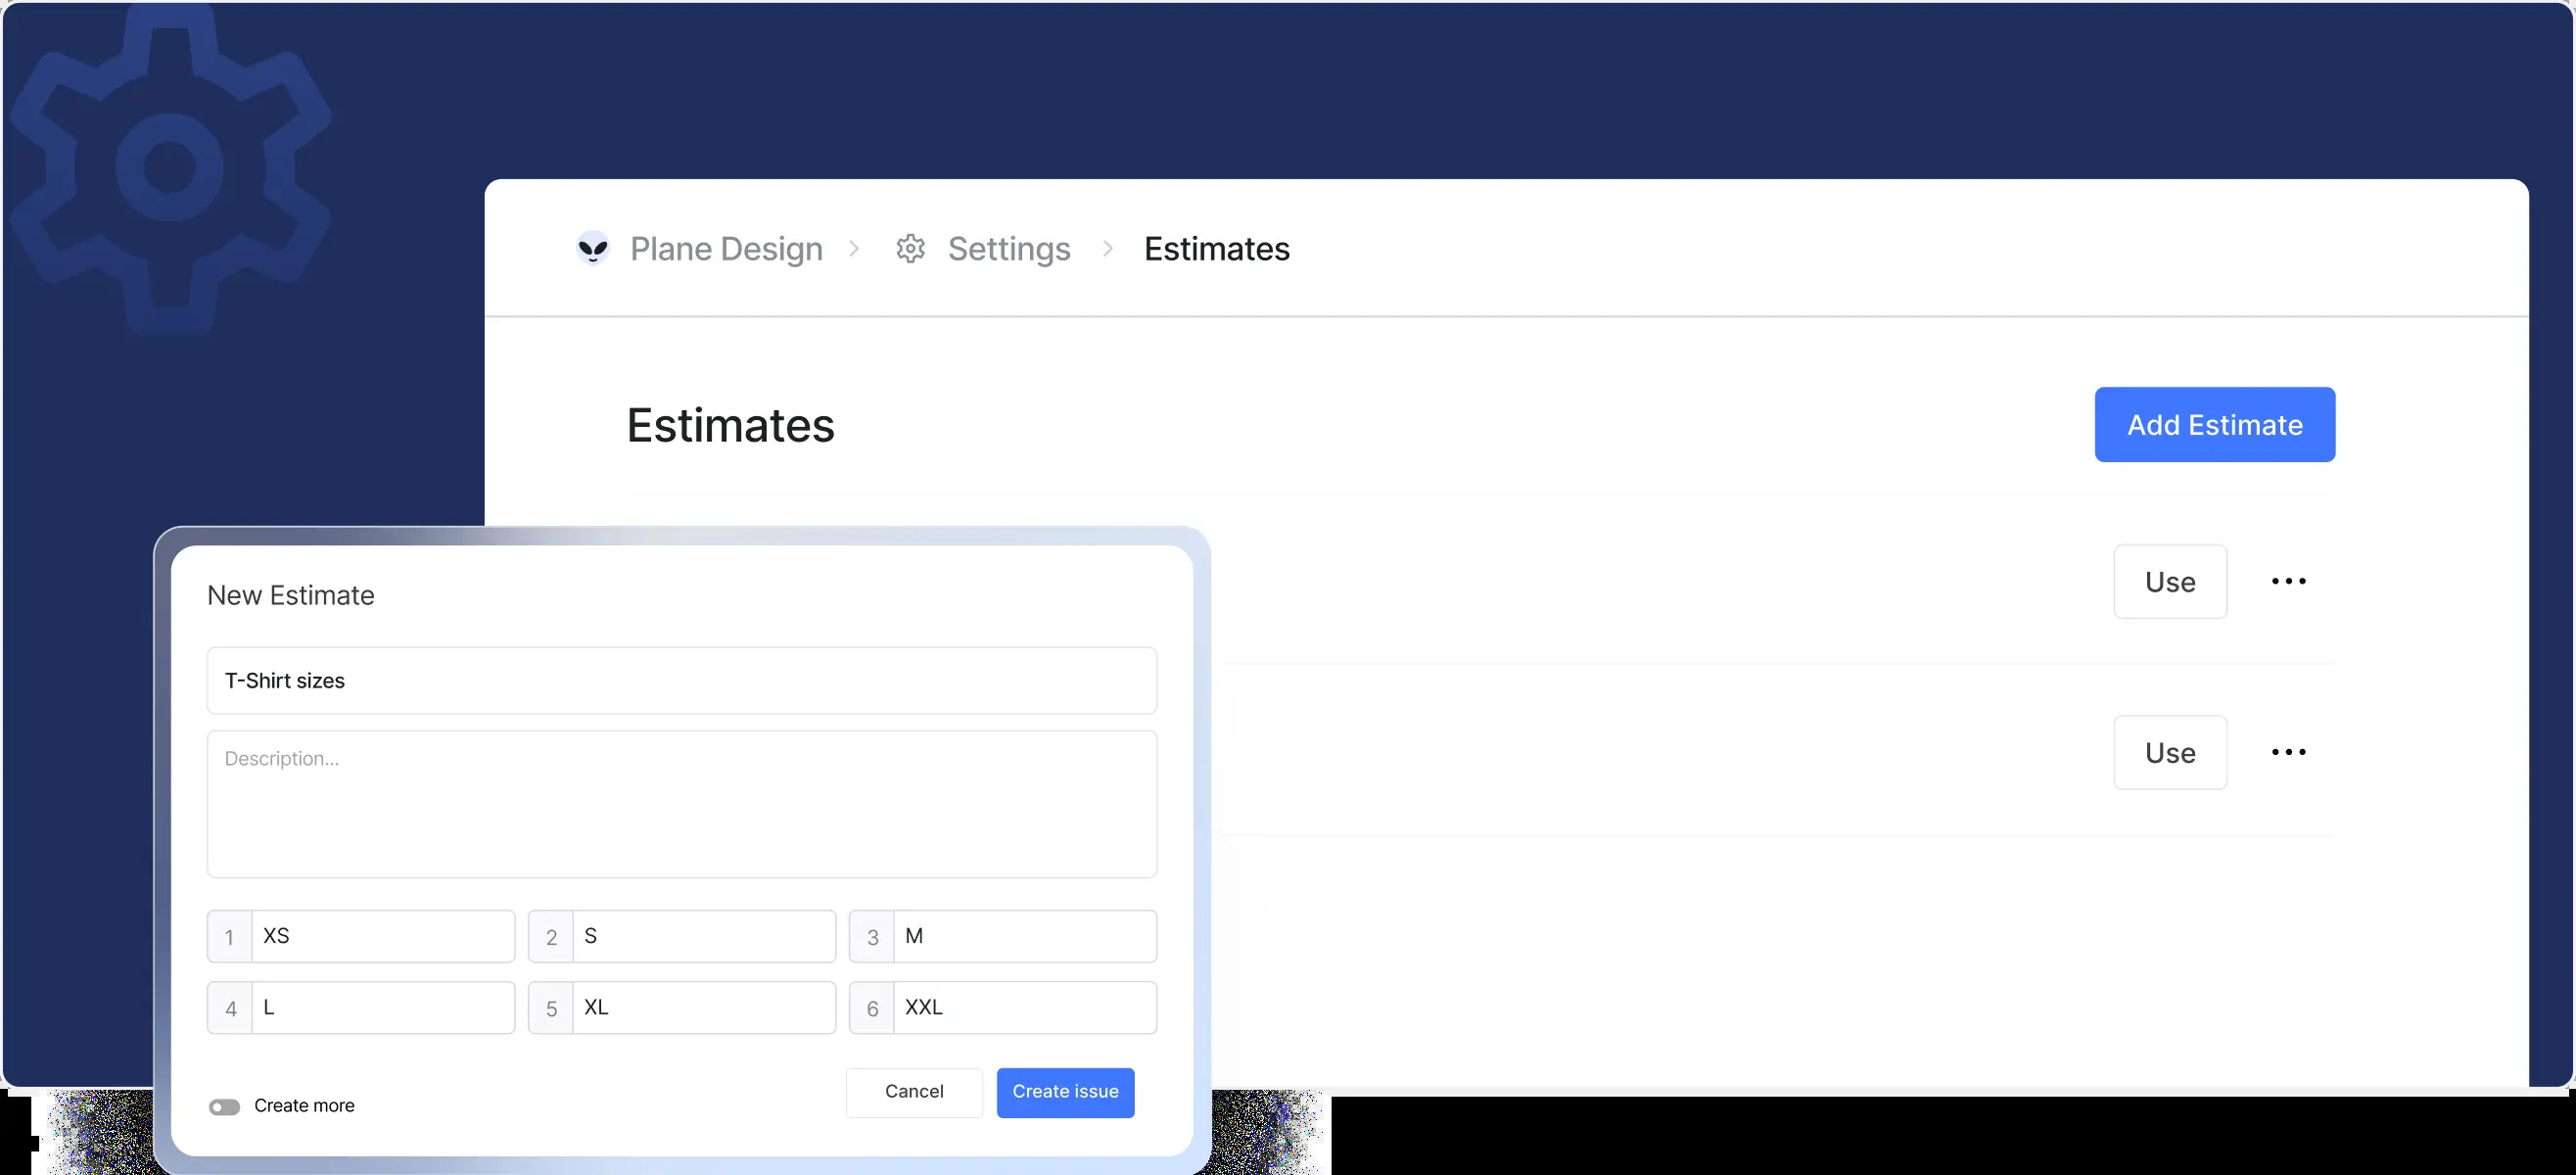 Plane Design > Settings > Estimates
Estimates
Add Estimate
Use
Use
New Estimate
T-Shirt sizes
Description...
1 XS 2 S 3 M
4 L 5 XL 6 XXL
Create more Cancel Create issue